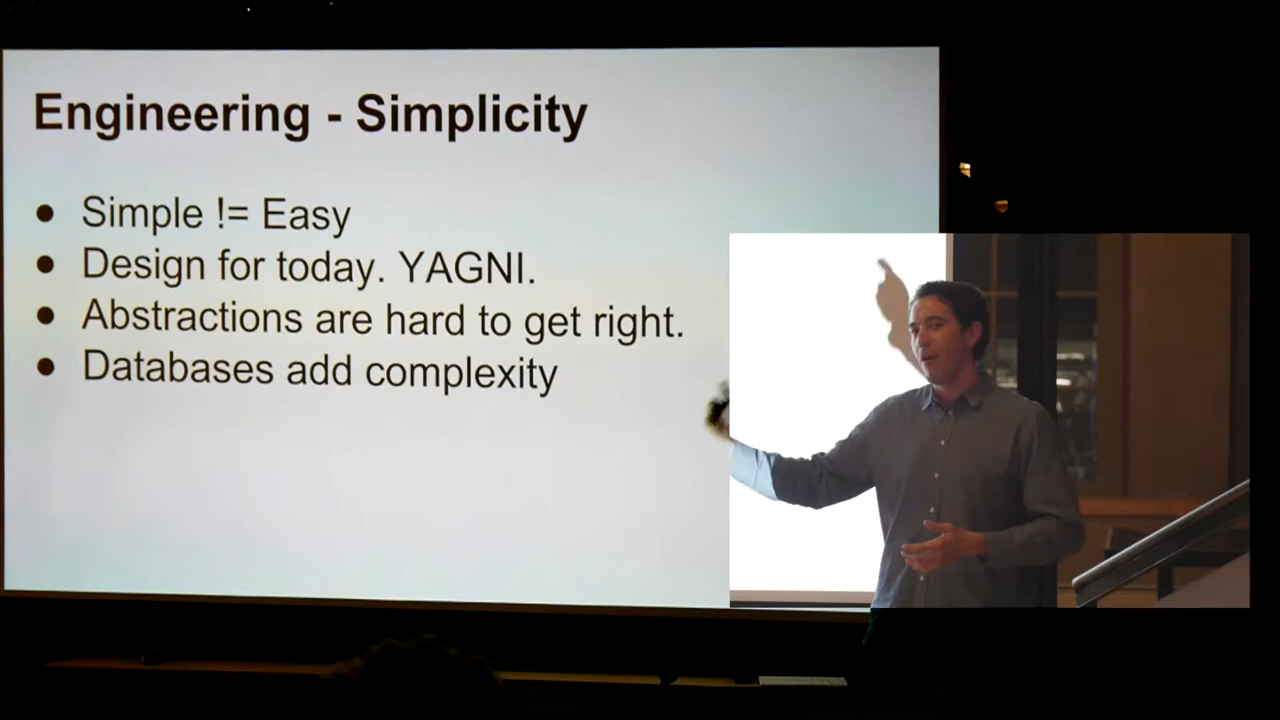 Engineering - Simplicity
● Simple != Easy
● Design for today. YAGNI.
● Abstractions are hard to get right.
● Databases add complexity